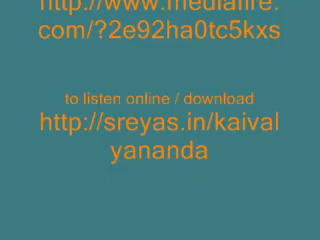 http://www.mediafire.
com/?2e92ha0tc5kxs
to listen online / download
http://sreyas.in/kaival
yananda